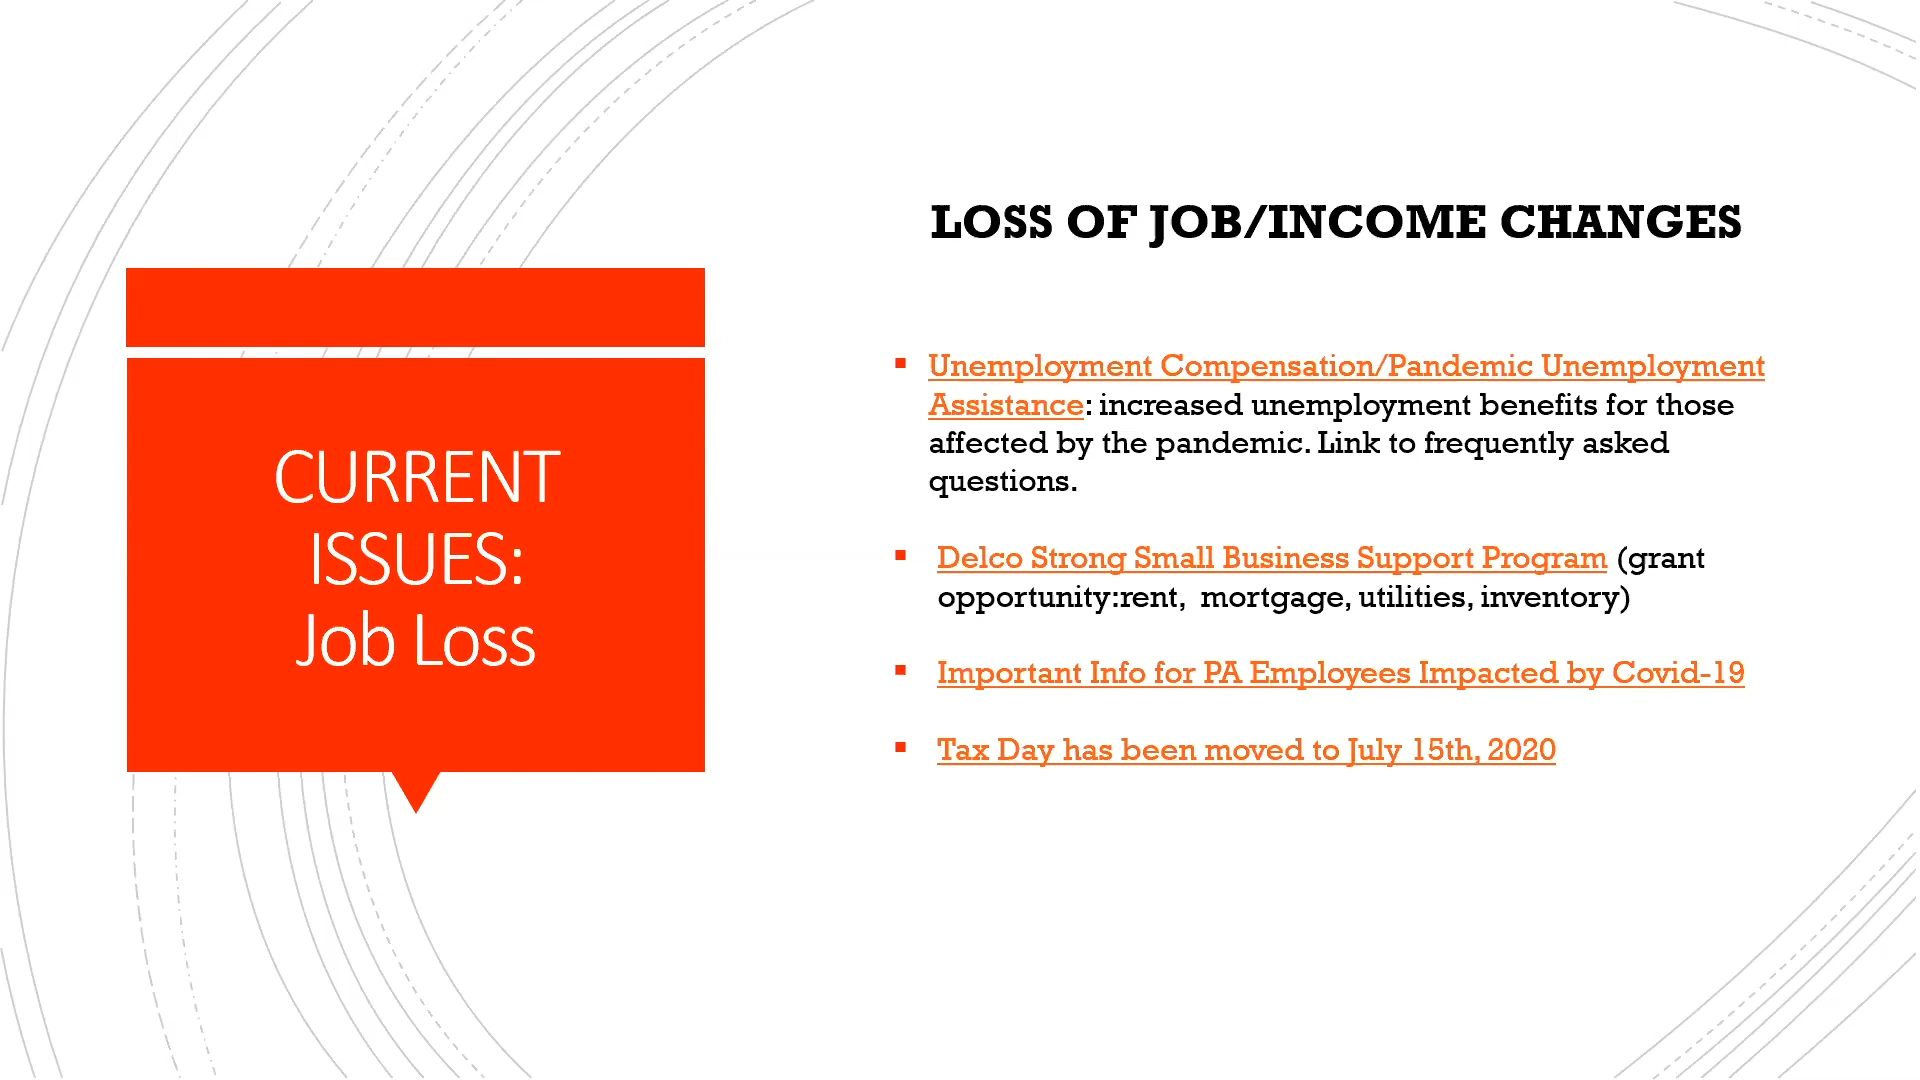 CURRENT
ISSUES:
Job Loss
LOSS OF JOB/INCOME CHANGES
Unemployment Compensation/Pandemic Unemployment
Assistance: increased unemployment benefits for those
affected by the pandemic. Link to frequently asked
questions.
Delco Strong Small Business Support Program (grant
opportunity:rent,  mortgage, utilities, inventory)
Important Info for PA Employees Impacted by Covid-19
Tax Day has been moved to July 15th, 2020